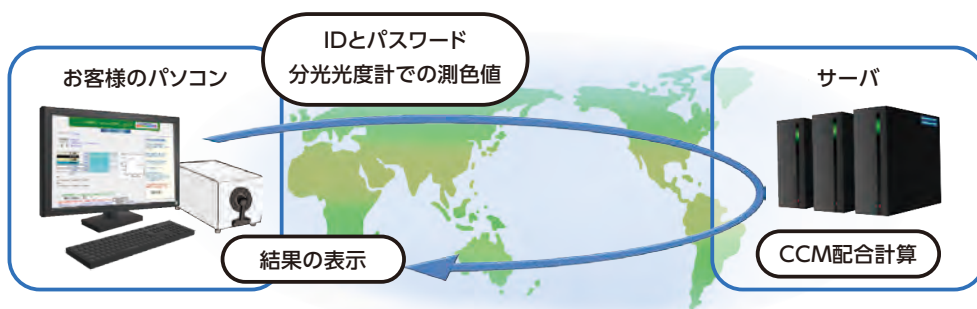 IDとパスワード
分光光度計での測色値
お客様のパソコン
サーバ
結果の表示
CCM配合計算